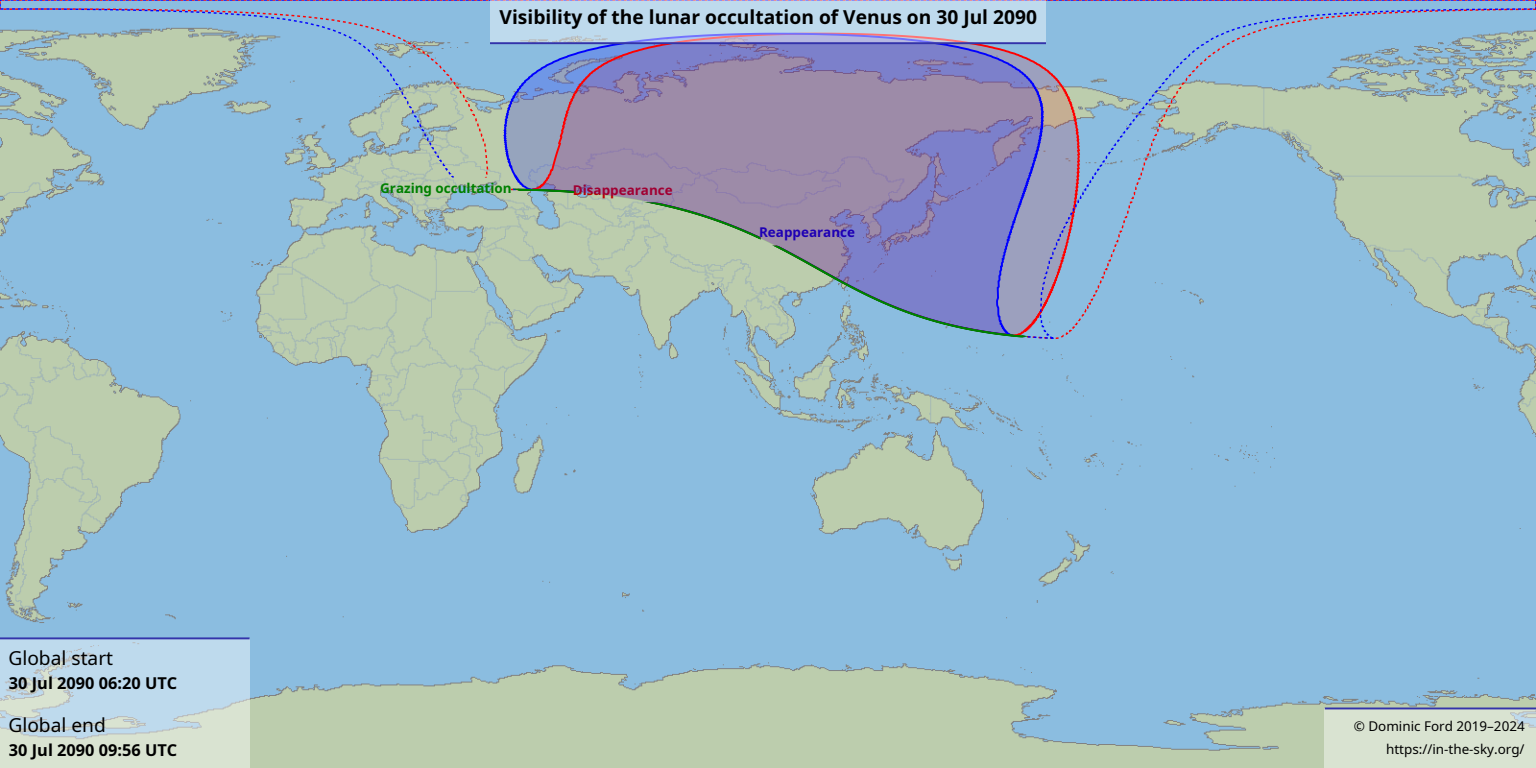 Visibility of the lunar occultation of Venus on 30 Jul 2090
Grazing occultation
Disappearance
Reappearance
Global start
30 Jul 2090 06:20 UTC
Global end
30 Jul 2090 09:56 UTC
© Dominic Ford 2019–2024
https://in-the-sky.org/